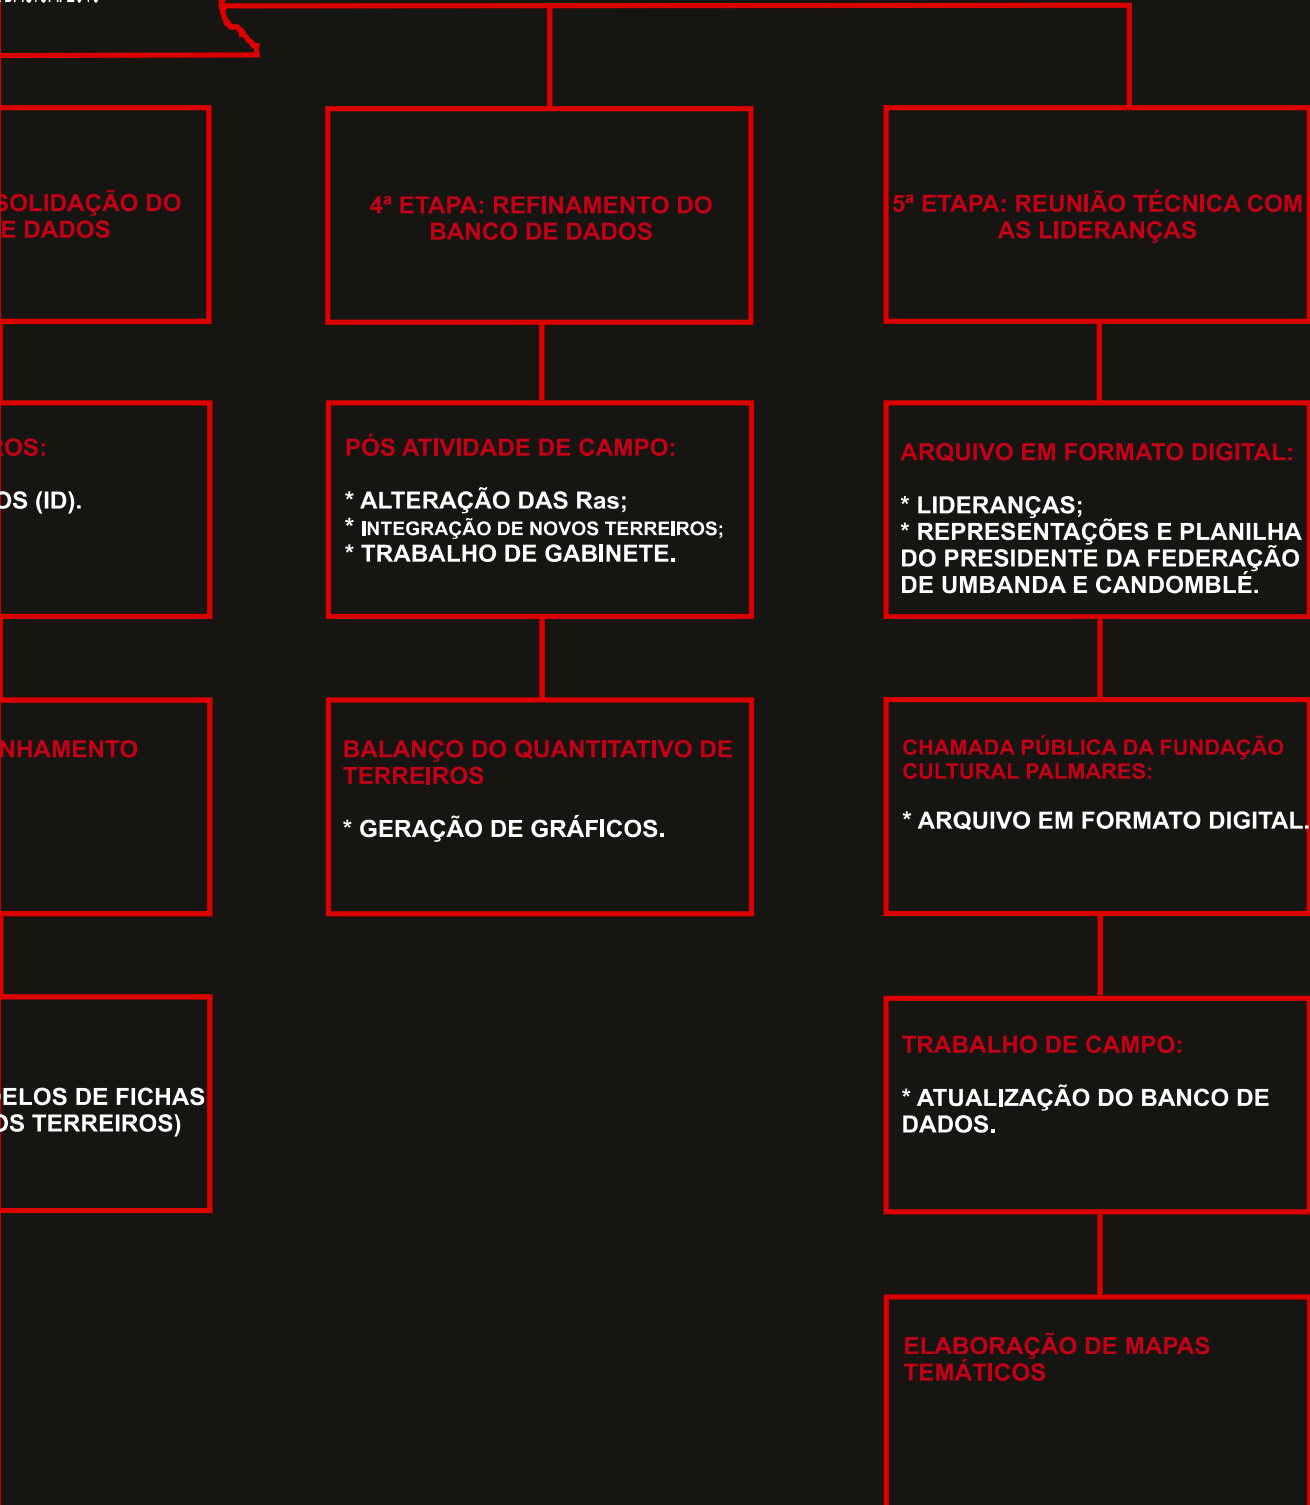 SOLIDAÇÃO DO
E DADOS
OS:
OS (ID).
NHAMENTO
ELOS DE FICHAS
OS TERREIROS)
4ª ETAPA: REFINAMENTO DO
BANCO DE DADOS
PÓS ATIVIDADE DE CAMPO:
* ALTERAÇÃO DAS Ras;
* INTEGRAÇÃO DE NOVOS TERREIROS;
* TRABALHO DE GABINETE.
BALANÇO DO QUANTITATIVO DE
TERREIROS
* GERAÇÃO DE GRÁFICOS.
5ª ETAPA: REUNIÃO TÉCNICA COM
AS LIDERANÇAS
ARQUIVO EM FORMATO DIGITAL:
* LIDERANÇAS;
* REPRESENTAÇÕES E PLANILHA
DO PRESIDENTE DA FEDERAÇÃO
DE UMBANDA E CANDOMBLÉ.
CHAMADA PÚBLICA DA FUNDAÇÃO
CULTURAL PALMARES:
* ARQUIVO EM FORMATO DIGITAL.
TRABALHO DE CAMPO:
* ATUALIZAÇÃO DO BANCO DE
DADOS.
ELABORAÇÃO DE MAPAS
TEMÁTICOS